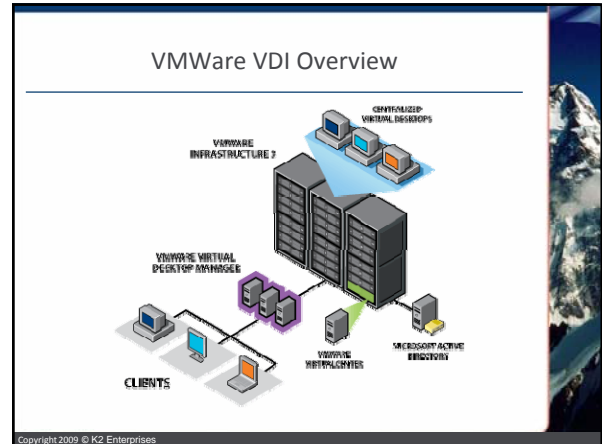 VMWare VDI Overview
CENTRALIZED
VIRTUAL DESKTOPS
VMWARE
INFRASTRUCTURE 3
VMWARE VIRTUAL
DESKTOP MANAGER
VMWARE
VIRTUALCENTER
MICROSOFT ACTIVE
DIRECTORY
CLIENTS
Copyright 2009 © K2 Enterprises